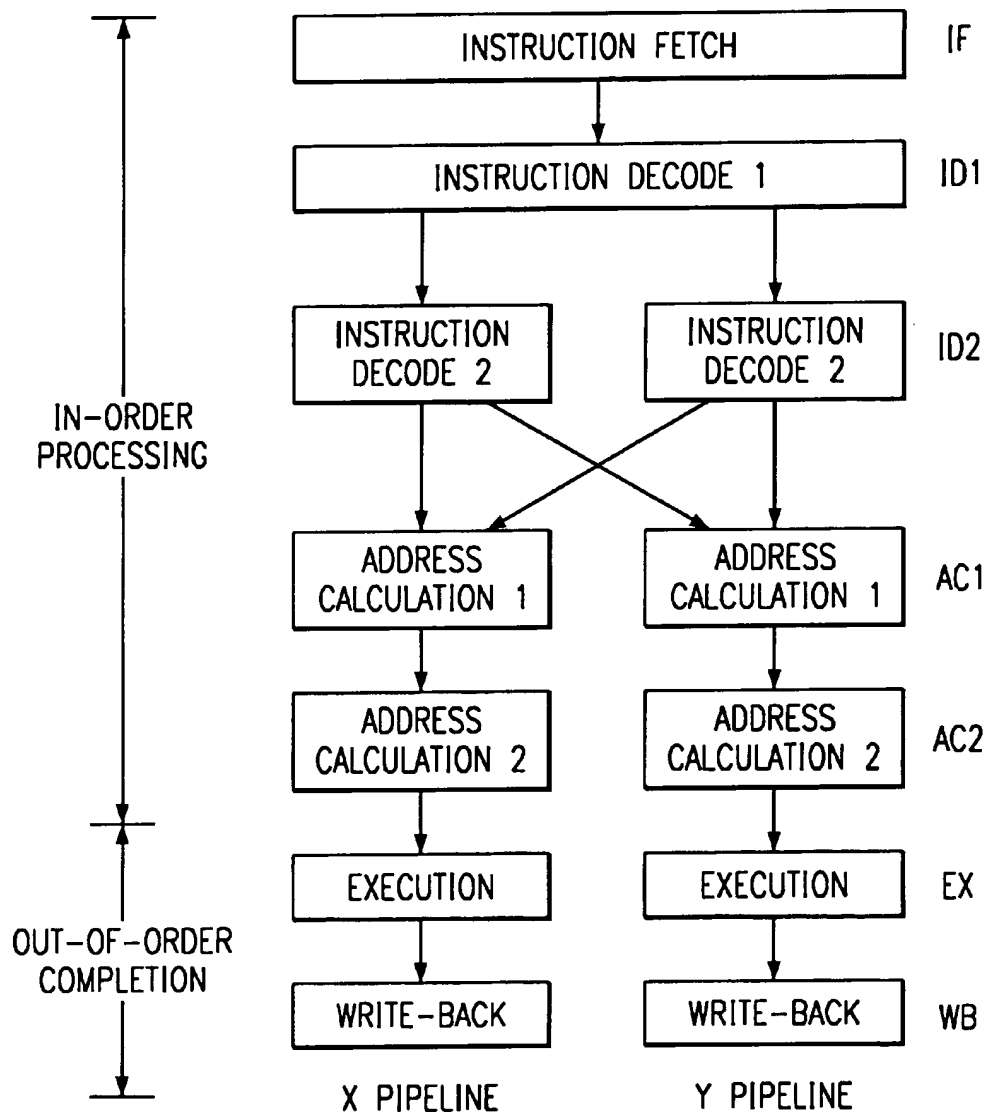 INSTRUCTION FETCH
IF
INSTRUCTION DECODE 1
ID1
INSTRUCTION
DECODE 2
INSTRUCTION
DECODE 2
ID2
IN-ORDER
PROCESSING
ADDRESS
CALCULATION 1
ADDRESS
CALCULATION 1
AC1
ADDRESS
CALCULATION 2
ADDRESS
CALCULATION 2
AC2
EXECUTION
EXECUTION
EX
OUT-OF-ORDER
COMPLETION
WRITE-BACK
WRITE-BACK
WB
X PIPELINE
Y PIPELINE